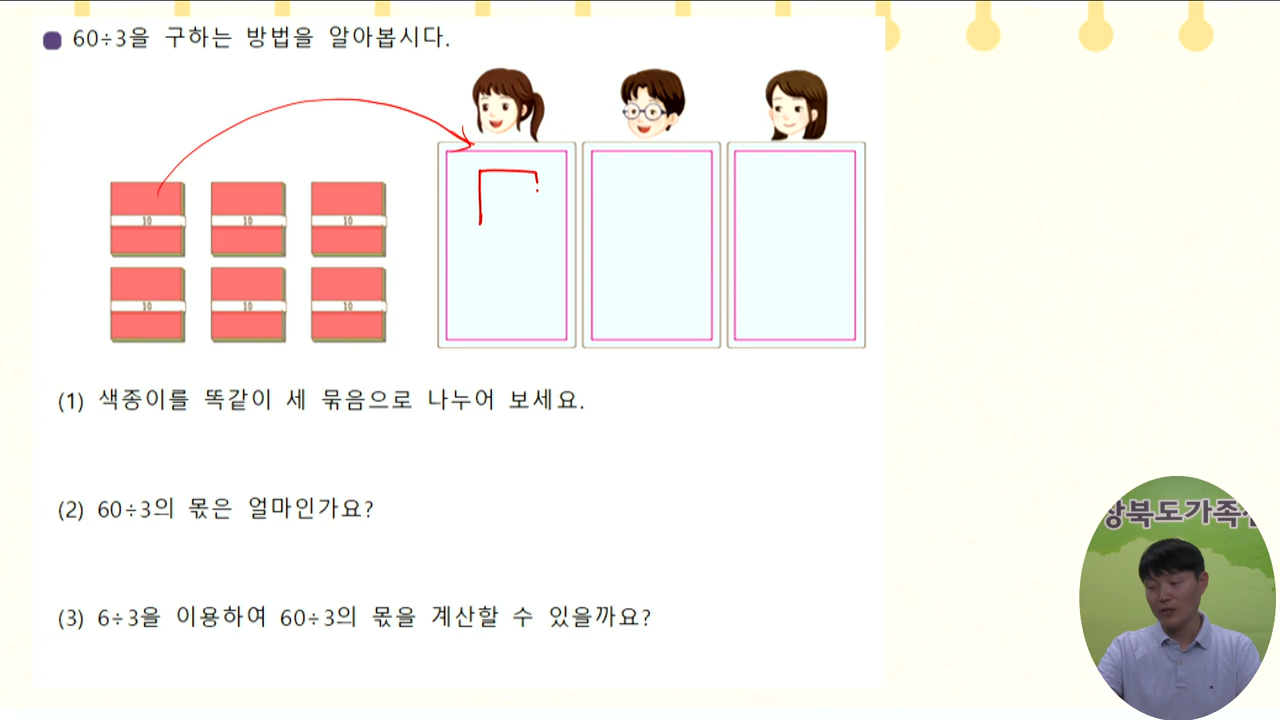 60÷3을 구하는 방법을 알아봅시다.
10 10 10
10 10 10
(1) 색종이를 똑같이 세 묶음으로 나누어 보세요.
(2) 60÷3의 몫은 얼마인가요?
(3) 6÷3을 이용하여 60÷3의 몫을 계산할 수 있을까요?
상북도가족